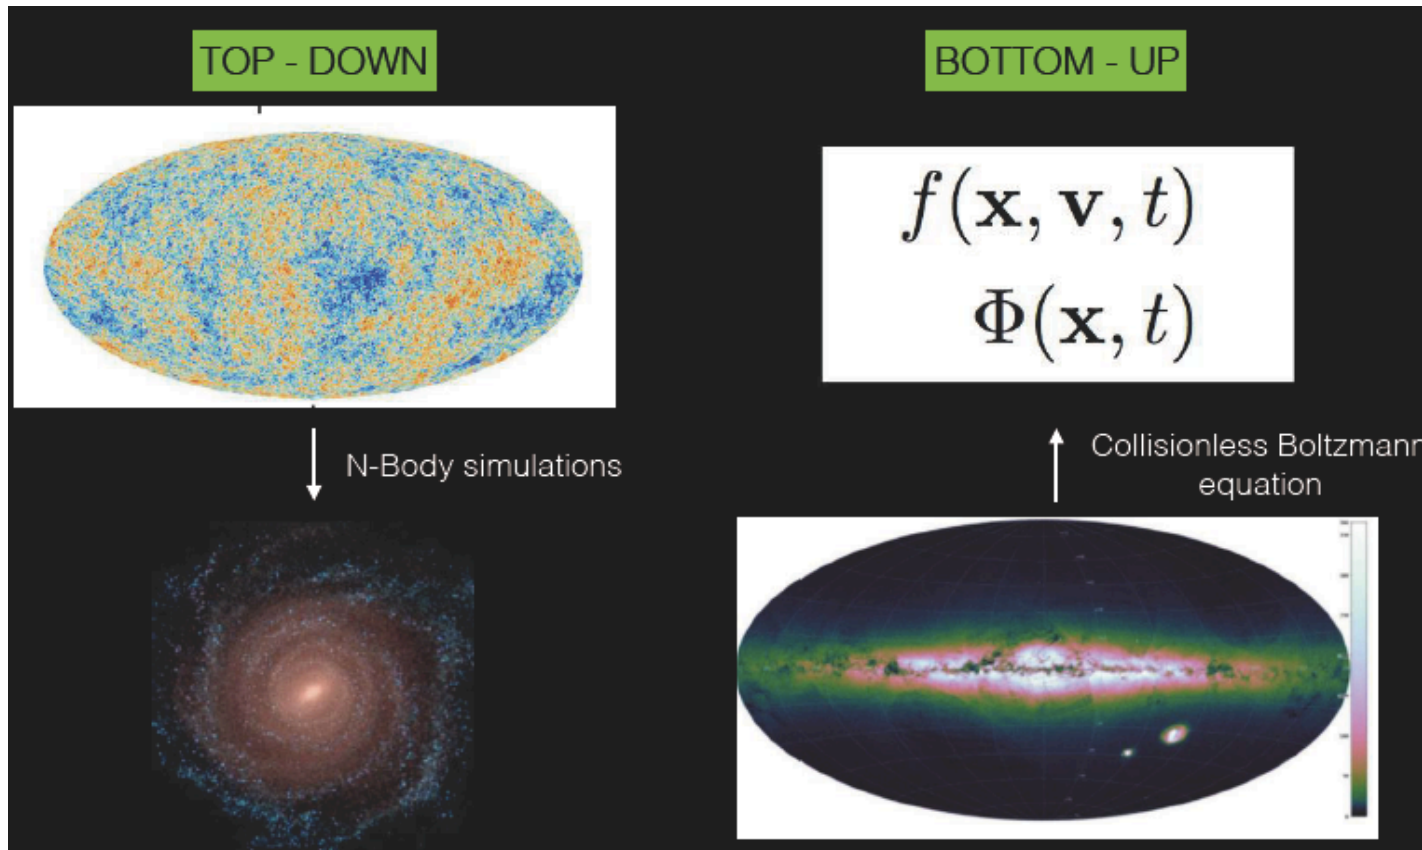 TOP - DOWN
BOTTOM - UP
f(𝐱, 𝐯, t)
Φ(𝐱, t)
N-Body simulations
Collisionless Boltzmann
equation